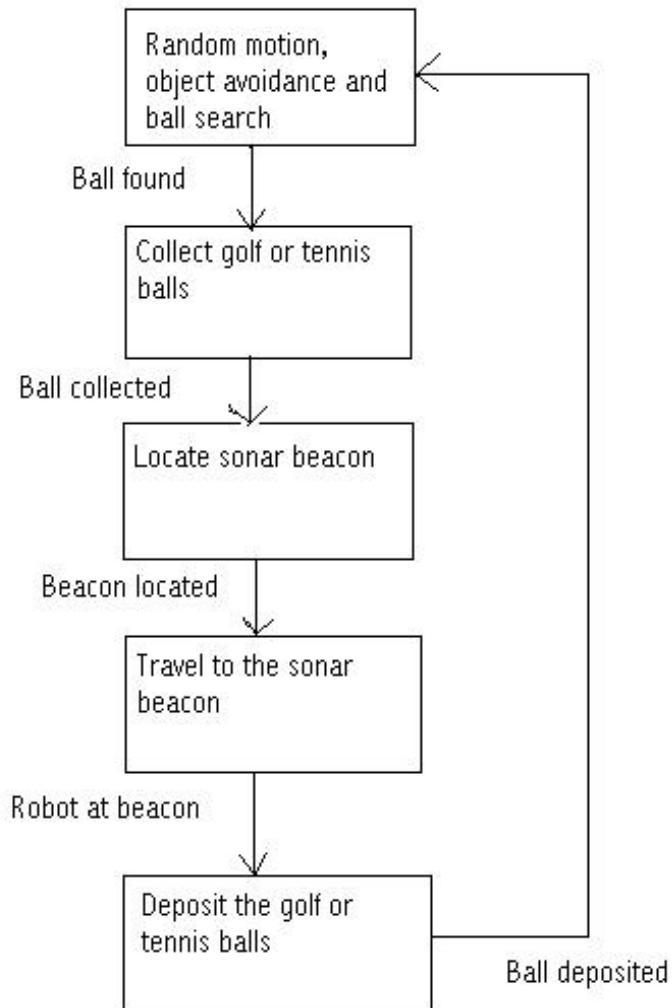 Random motion,
object avoidance and
ball search
Ball found
Collect golf or tennis
balls
Ball collected
Locate sonar beacon
Beacon located
Travel to the sonar
beacon
Robot at beacon
Deposit the golf or
tennis balls
Ball deposited